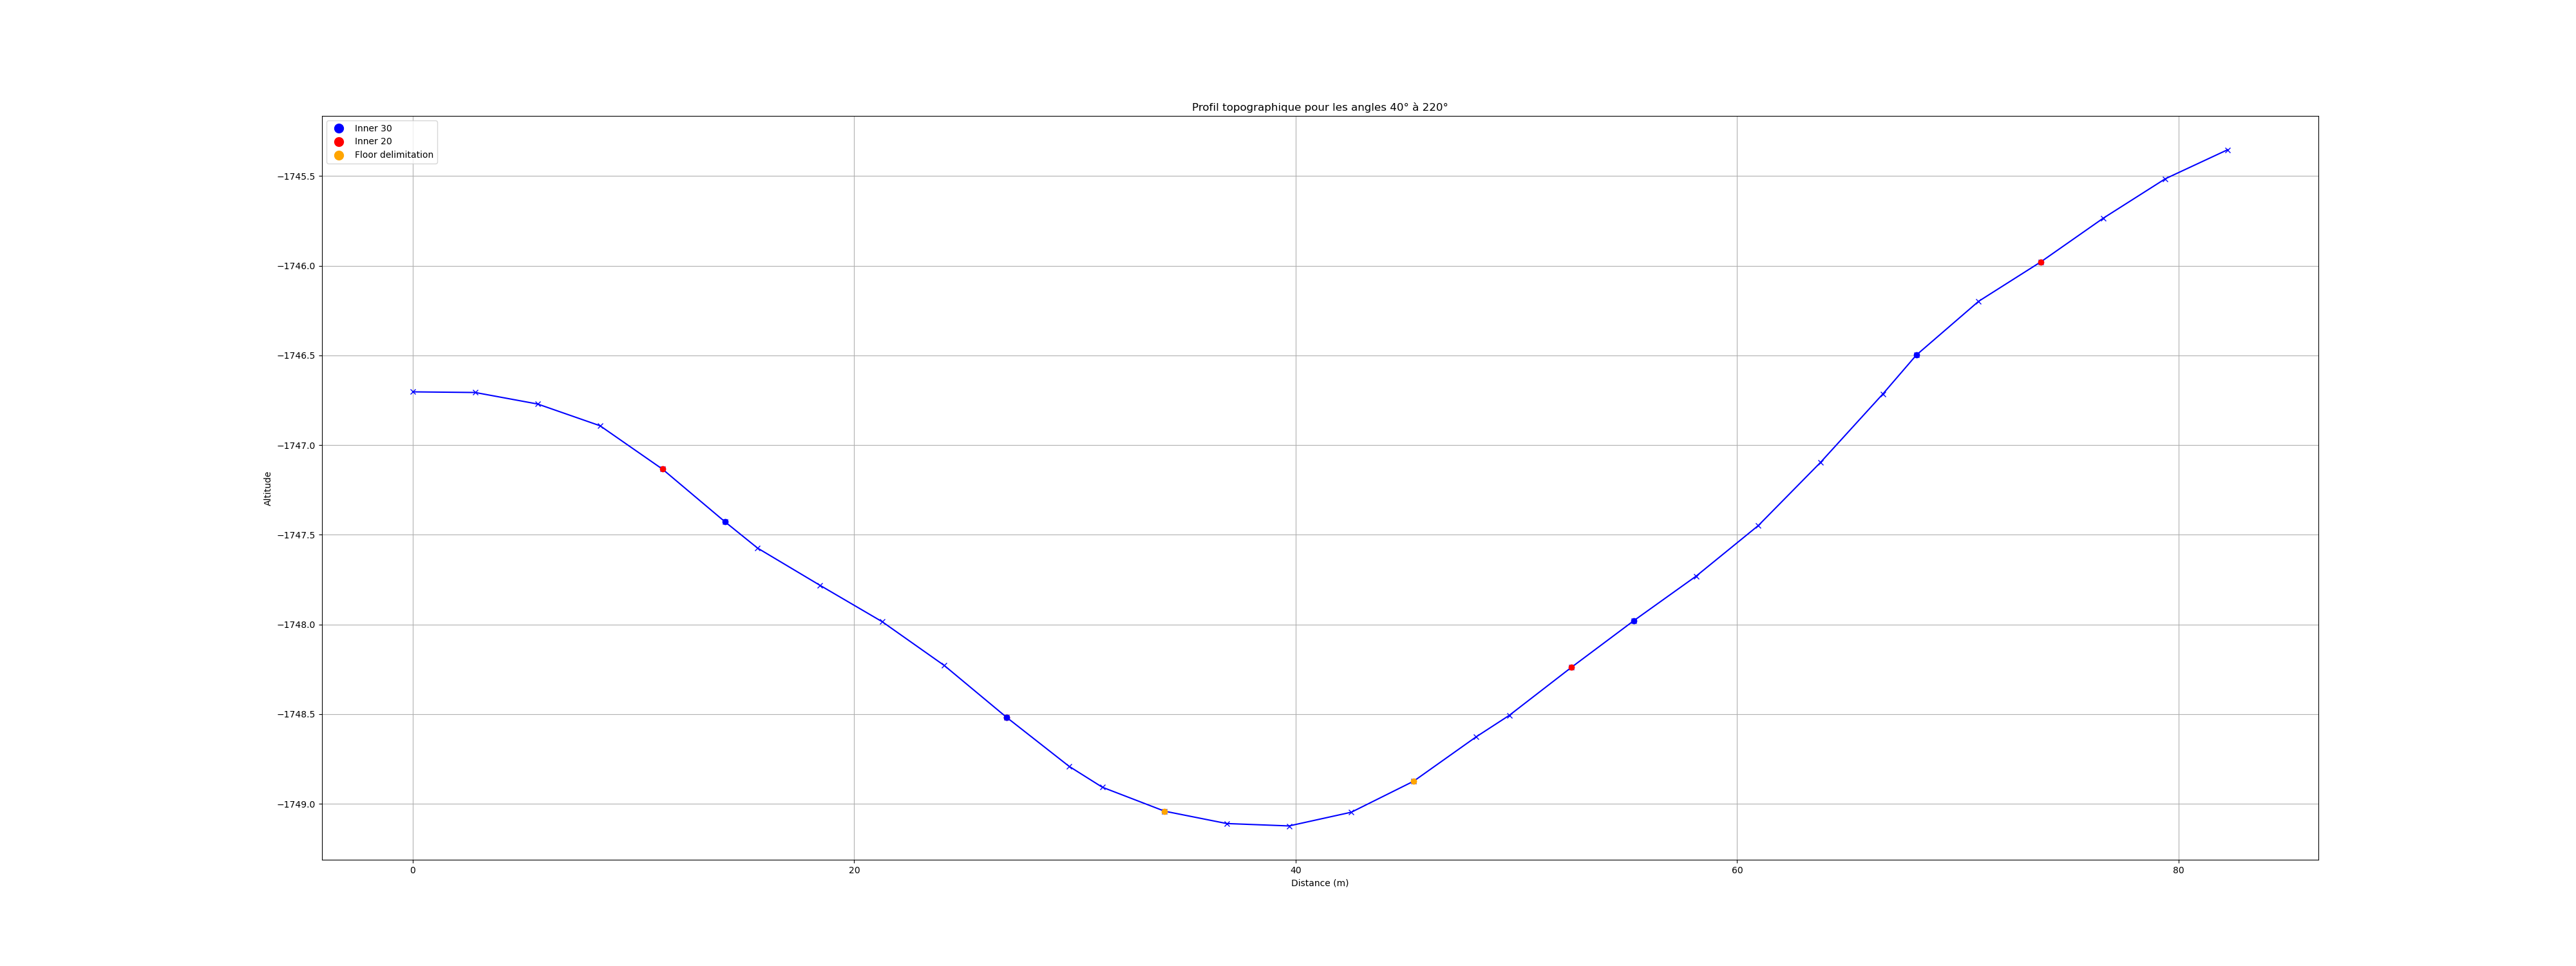 Profil topographique pour les angles 40° à 220°
Inner 30
Inner 20
Floor delimitation
−1745.5
−1746.0
−1746.5
−1747.0
−1747.5
−1748.0
−1748.5
−1749.0
Altitude
0 20 40 60 80
Distance (m)